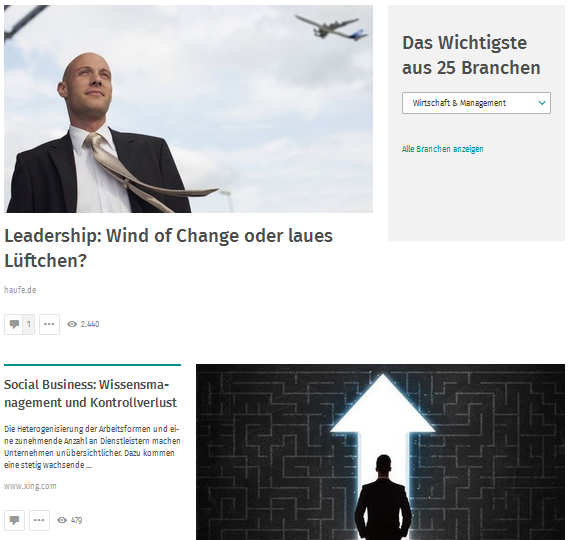 Das Wichtigste
aus 25 Branchen
Wirtschaft & Management
Alle Branchen anzeigen
Leadership: Wind of Change oder laues
Lüftchen?
haufe.de
1
2,440
Social Business: Wissensma-
nagement und Kontrollverlust
Die Heterogenisierung der Arbeitsformen und ei-
ne zunehmende Anzahl an Dienstleistern machen
Unternehmen unübersichtlicher. Dazu kommen
eine stetig wachsende ...
www.xing.com
479